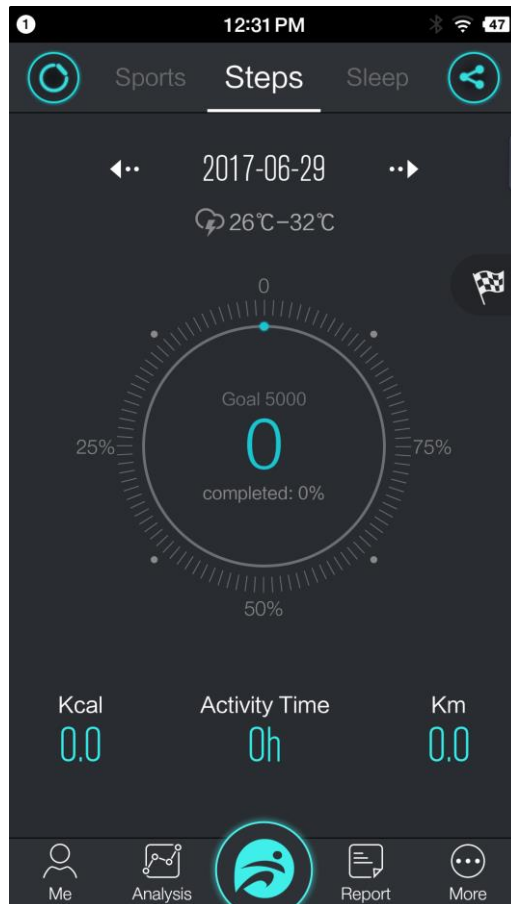 1 12:31 PM 47
Sports Steps Sleep
2017-06-29
26℃-32℃
0
Goal 5000
25% 0 75%
completed: 0%
50%
Kcal Activity Time Km
0.0 0h 0.0
Me Analysis Report More